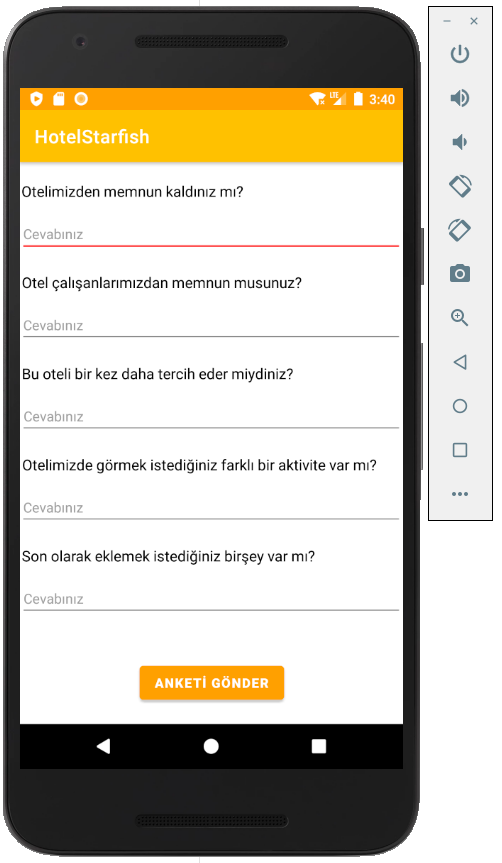 LTE 3:40
HotelStarfish
Otelimizden memnun kaldınız mı?
Cevabınız
Otel çalışanlarımızdan memnun musunuz?
Cevabınız
Bu oteli bir kez daha tercih eder miydiniz?
Cevabınız
Otelimizde görmek istediğiniz farklı bir aktivite var mı?
Cevabınız
Son olarak eklemek istediğiniz birşey var mı?
Cevabınız
ANKETİ GÖNDER